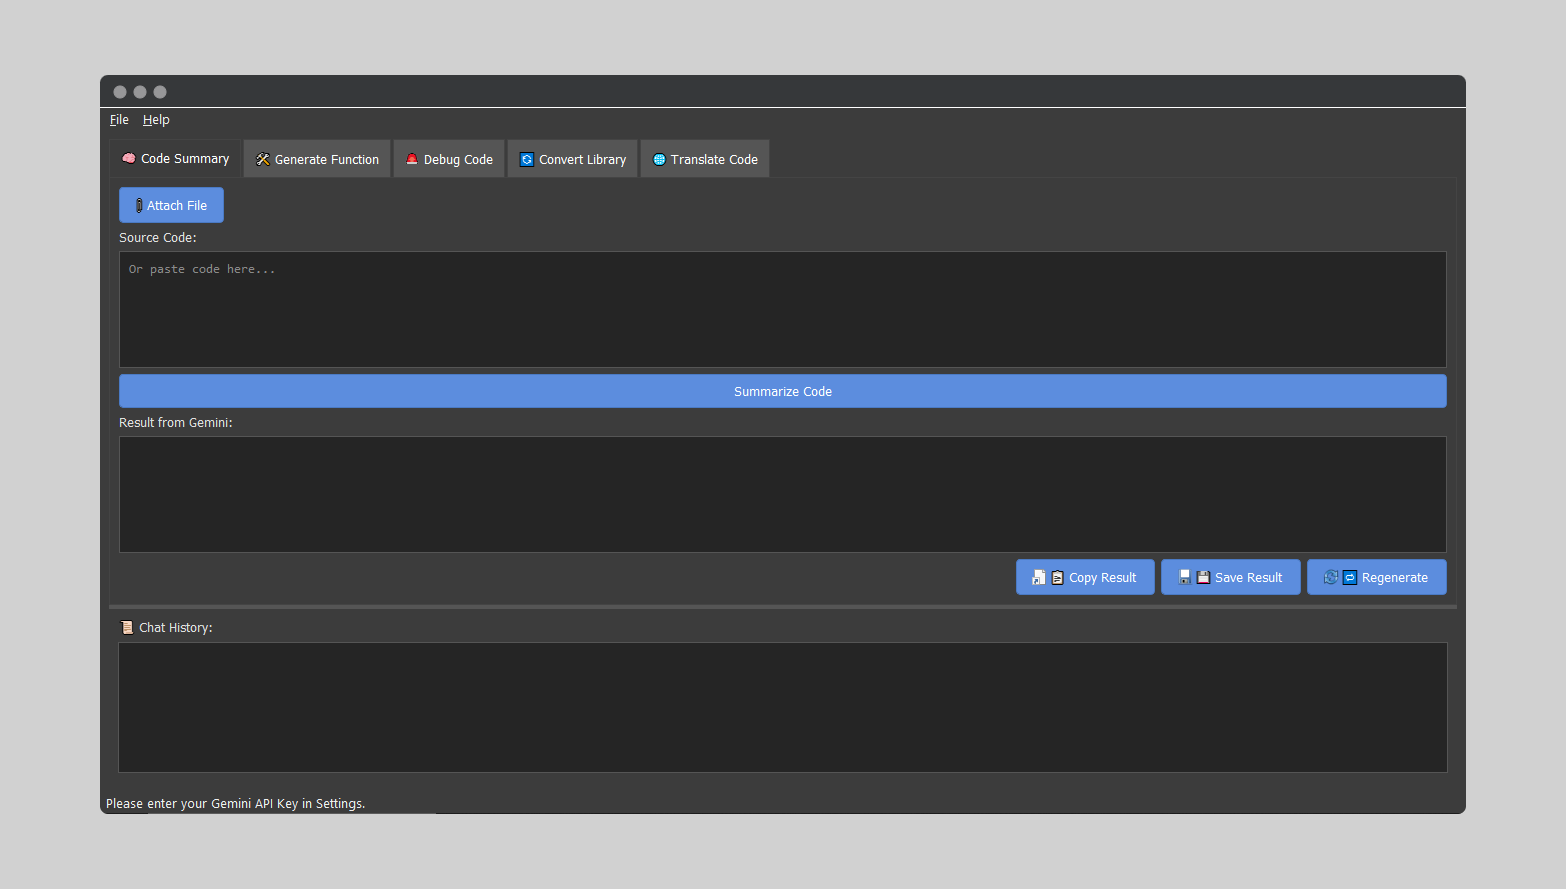 File Help
Code Summary Generate Function Debug Code Convert Library Translate Code
Attach File
Source Code:
Or paste code here...
Summarize Code
Result from Gemini:
Copy Result Save Result Regenerate
Chat History:
Please enter your Gemini API Key in Settings.